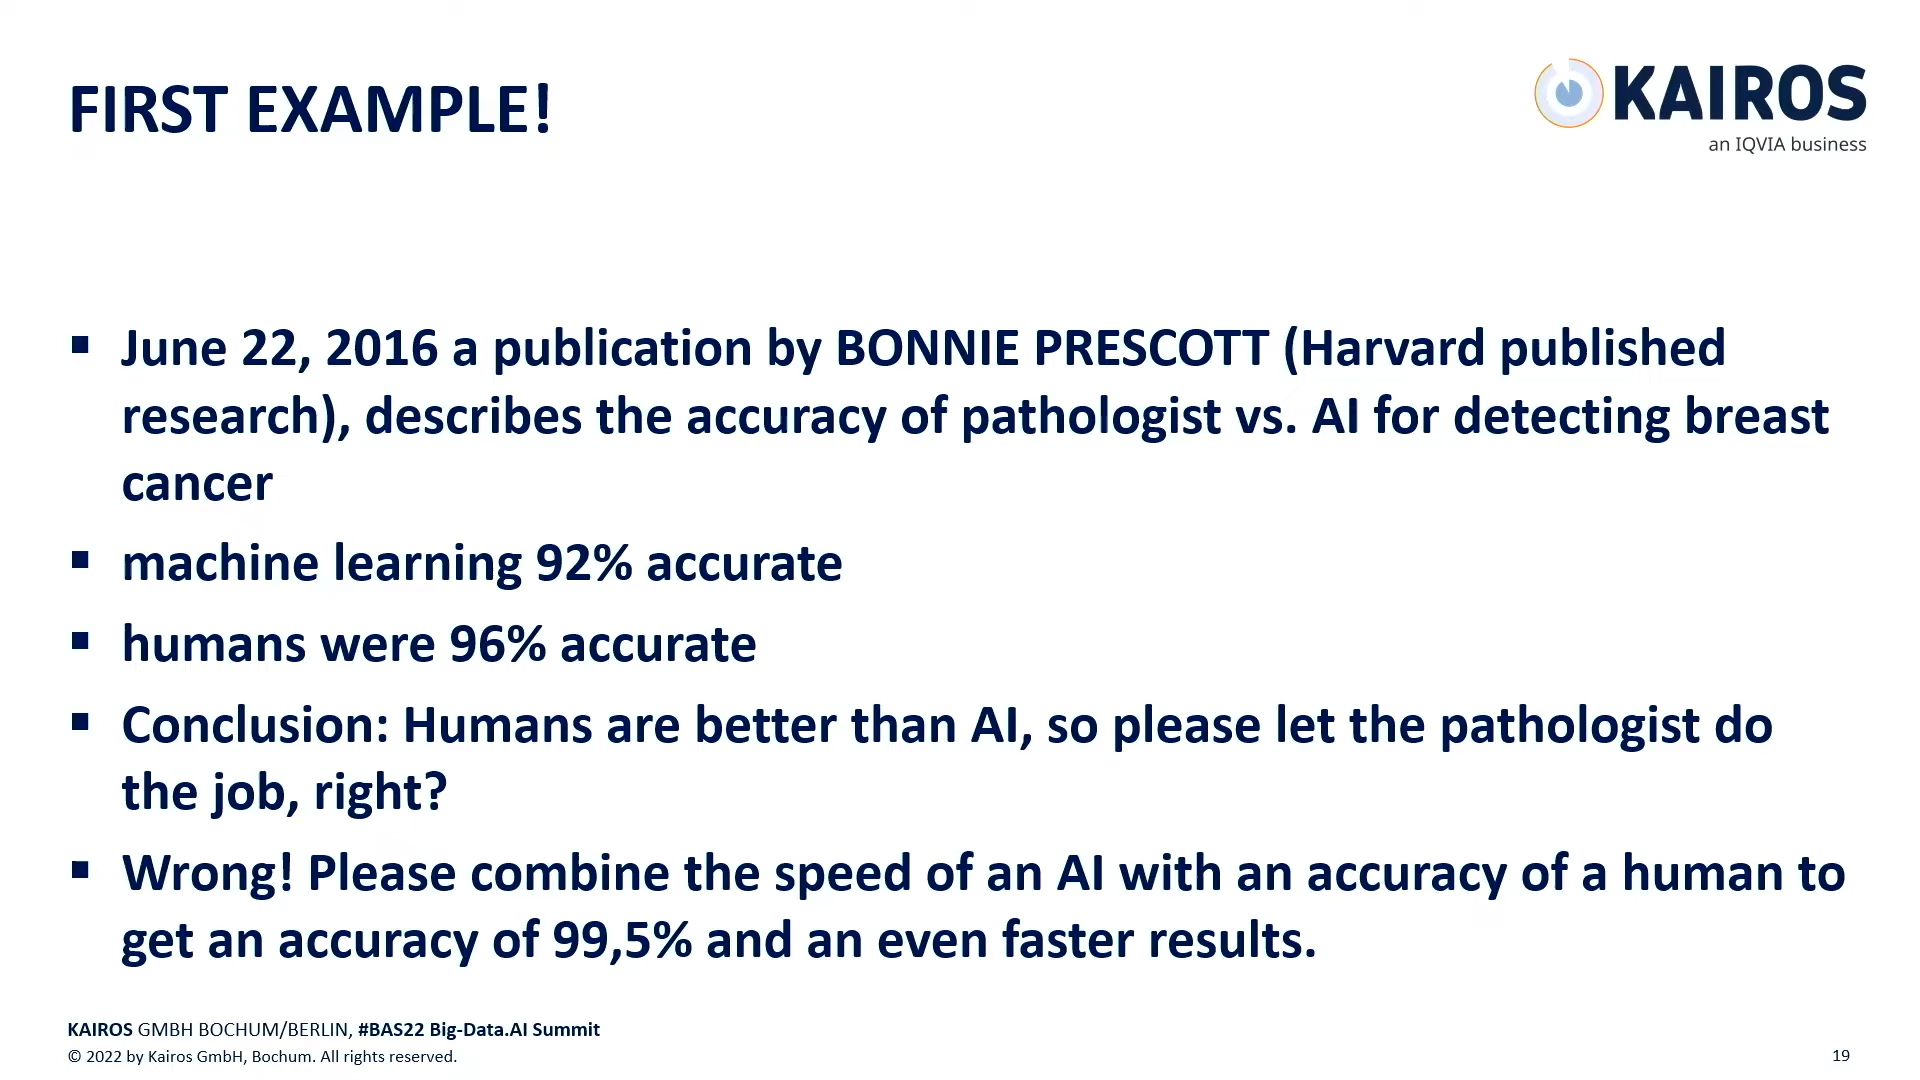 FIRST EXAMPLE!
KAIROS
an IQVIA business
▪ June 22, 2016 a publication by BONNIE PRESCOTT (Harvard published
research), describes the accuracy of pathologist vs. AI for detecting breast
cancer
▪ machine learning 92% accurate
▪ humans were 96% accurate
▪ Conclusion: Humans are better than AI, so please let the pathologist do
the job, right?
▪ Wrong! Please combine the speed of an AI with an accuracy of a human to
get an accuracy of 99,5% and an even faster results.
KAIROS GMBH BOCHUM/BERLIN, #BAS22 Big-Data.AI Summit
© 2022 by Kairos GmbH, Bochum. All rights reserved.
19